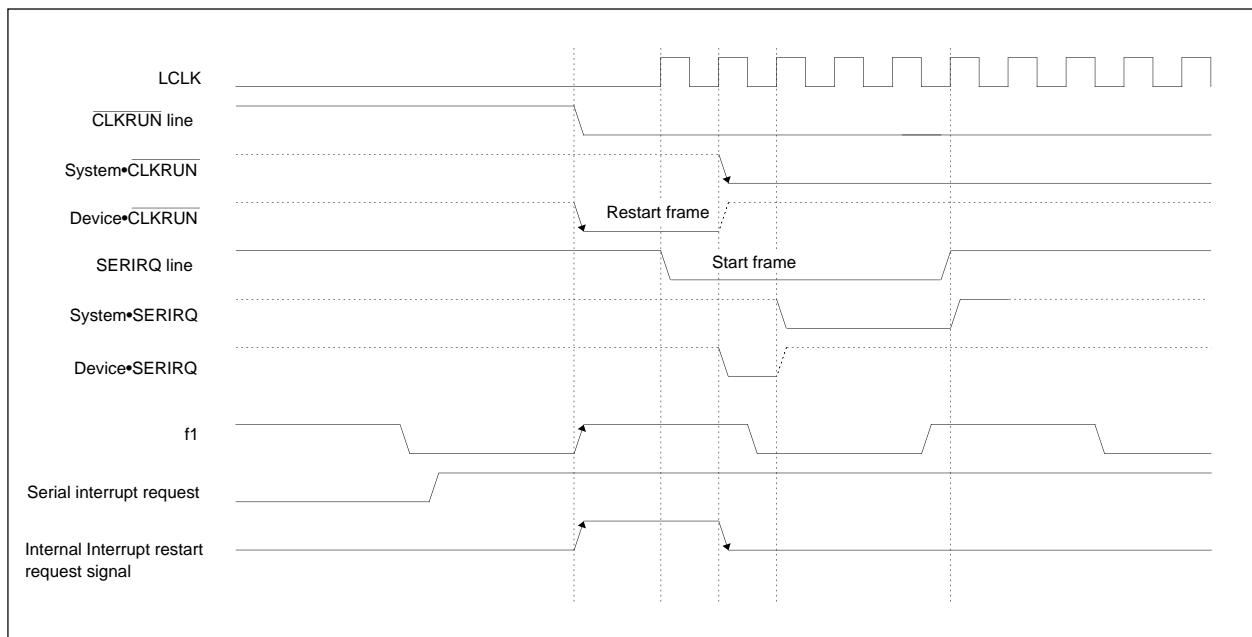 LCLK
CLKRUN line
System•CLKRUN
Device•CLKRUN
Restart frame
SERIRQ line
Start frame
System•SERIRQ
Device•SERIRQ
f1
Serial interrupt request
Internal Interrupt restart
request signal